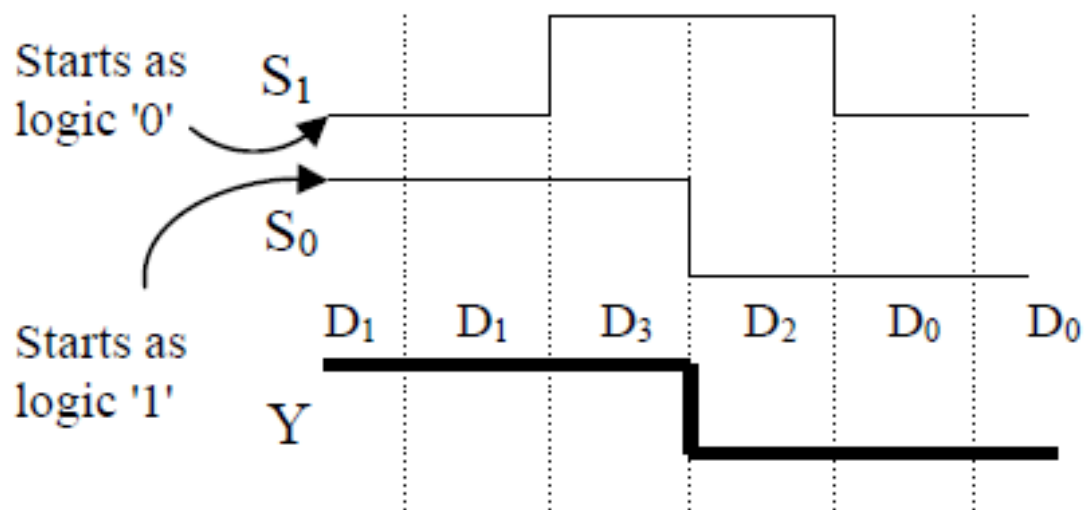 Starts as
logic '0'
S₁
S₀
D₁ D₁ D₃ D₂ D₀ D₀
Starts as
logic '1'
Y